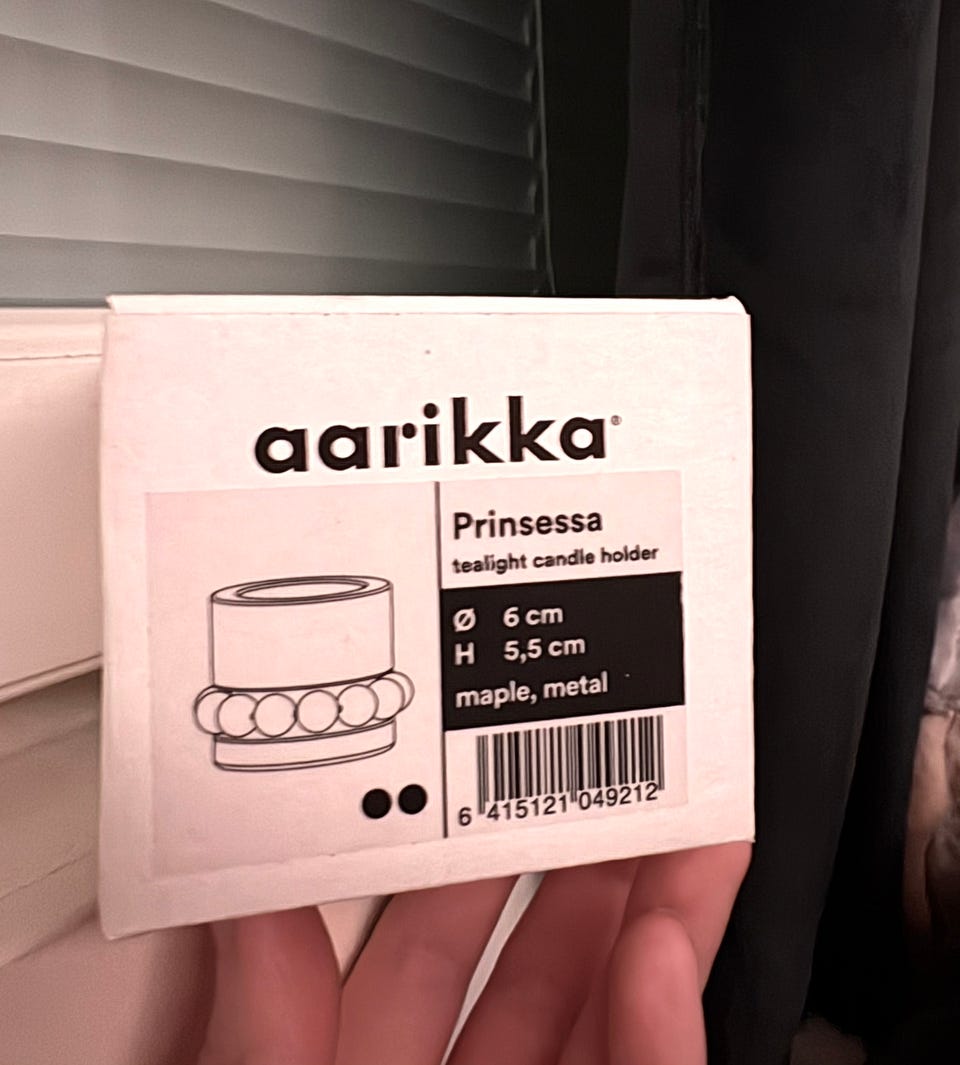 aarikka®
Prinsessa
tealight candle holder
Ø 6 cm
H 5,5 cm
maple, metal
6 415121 049212